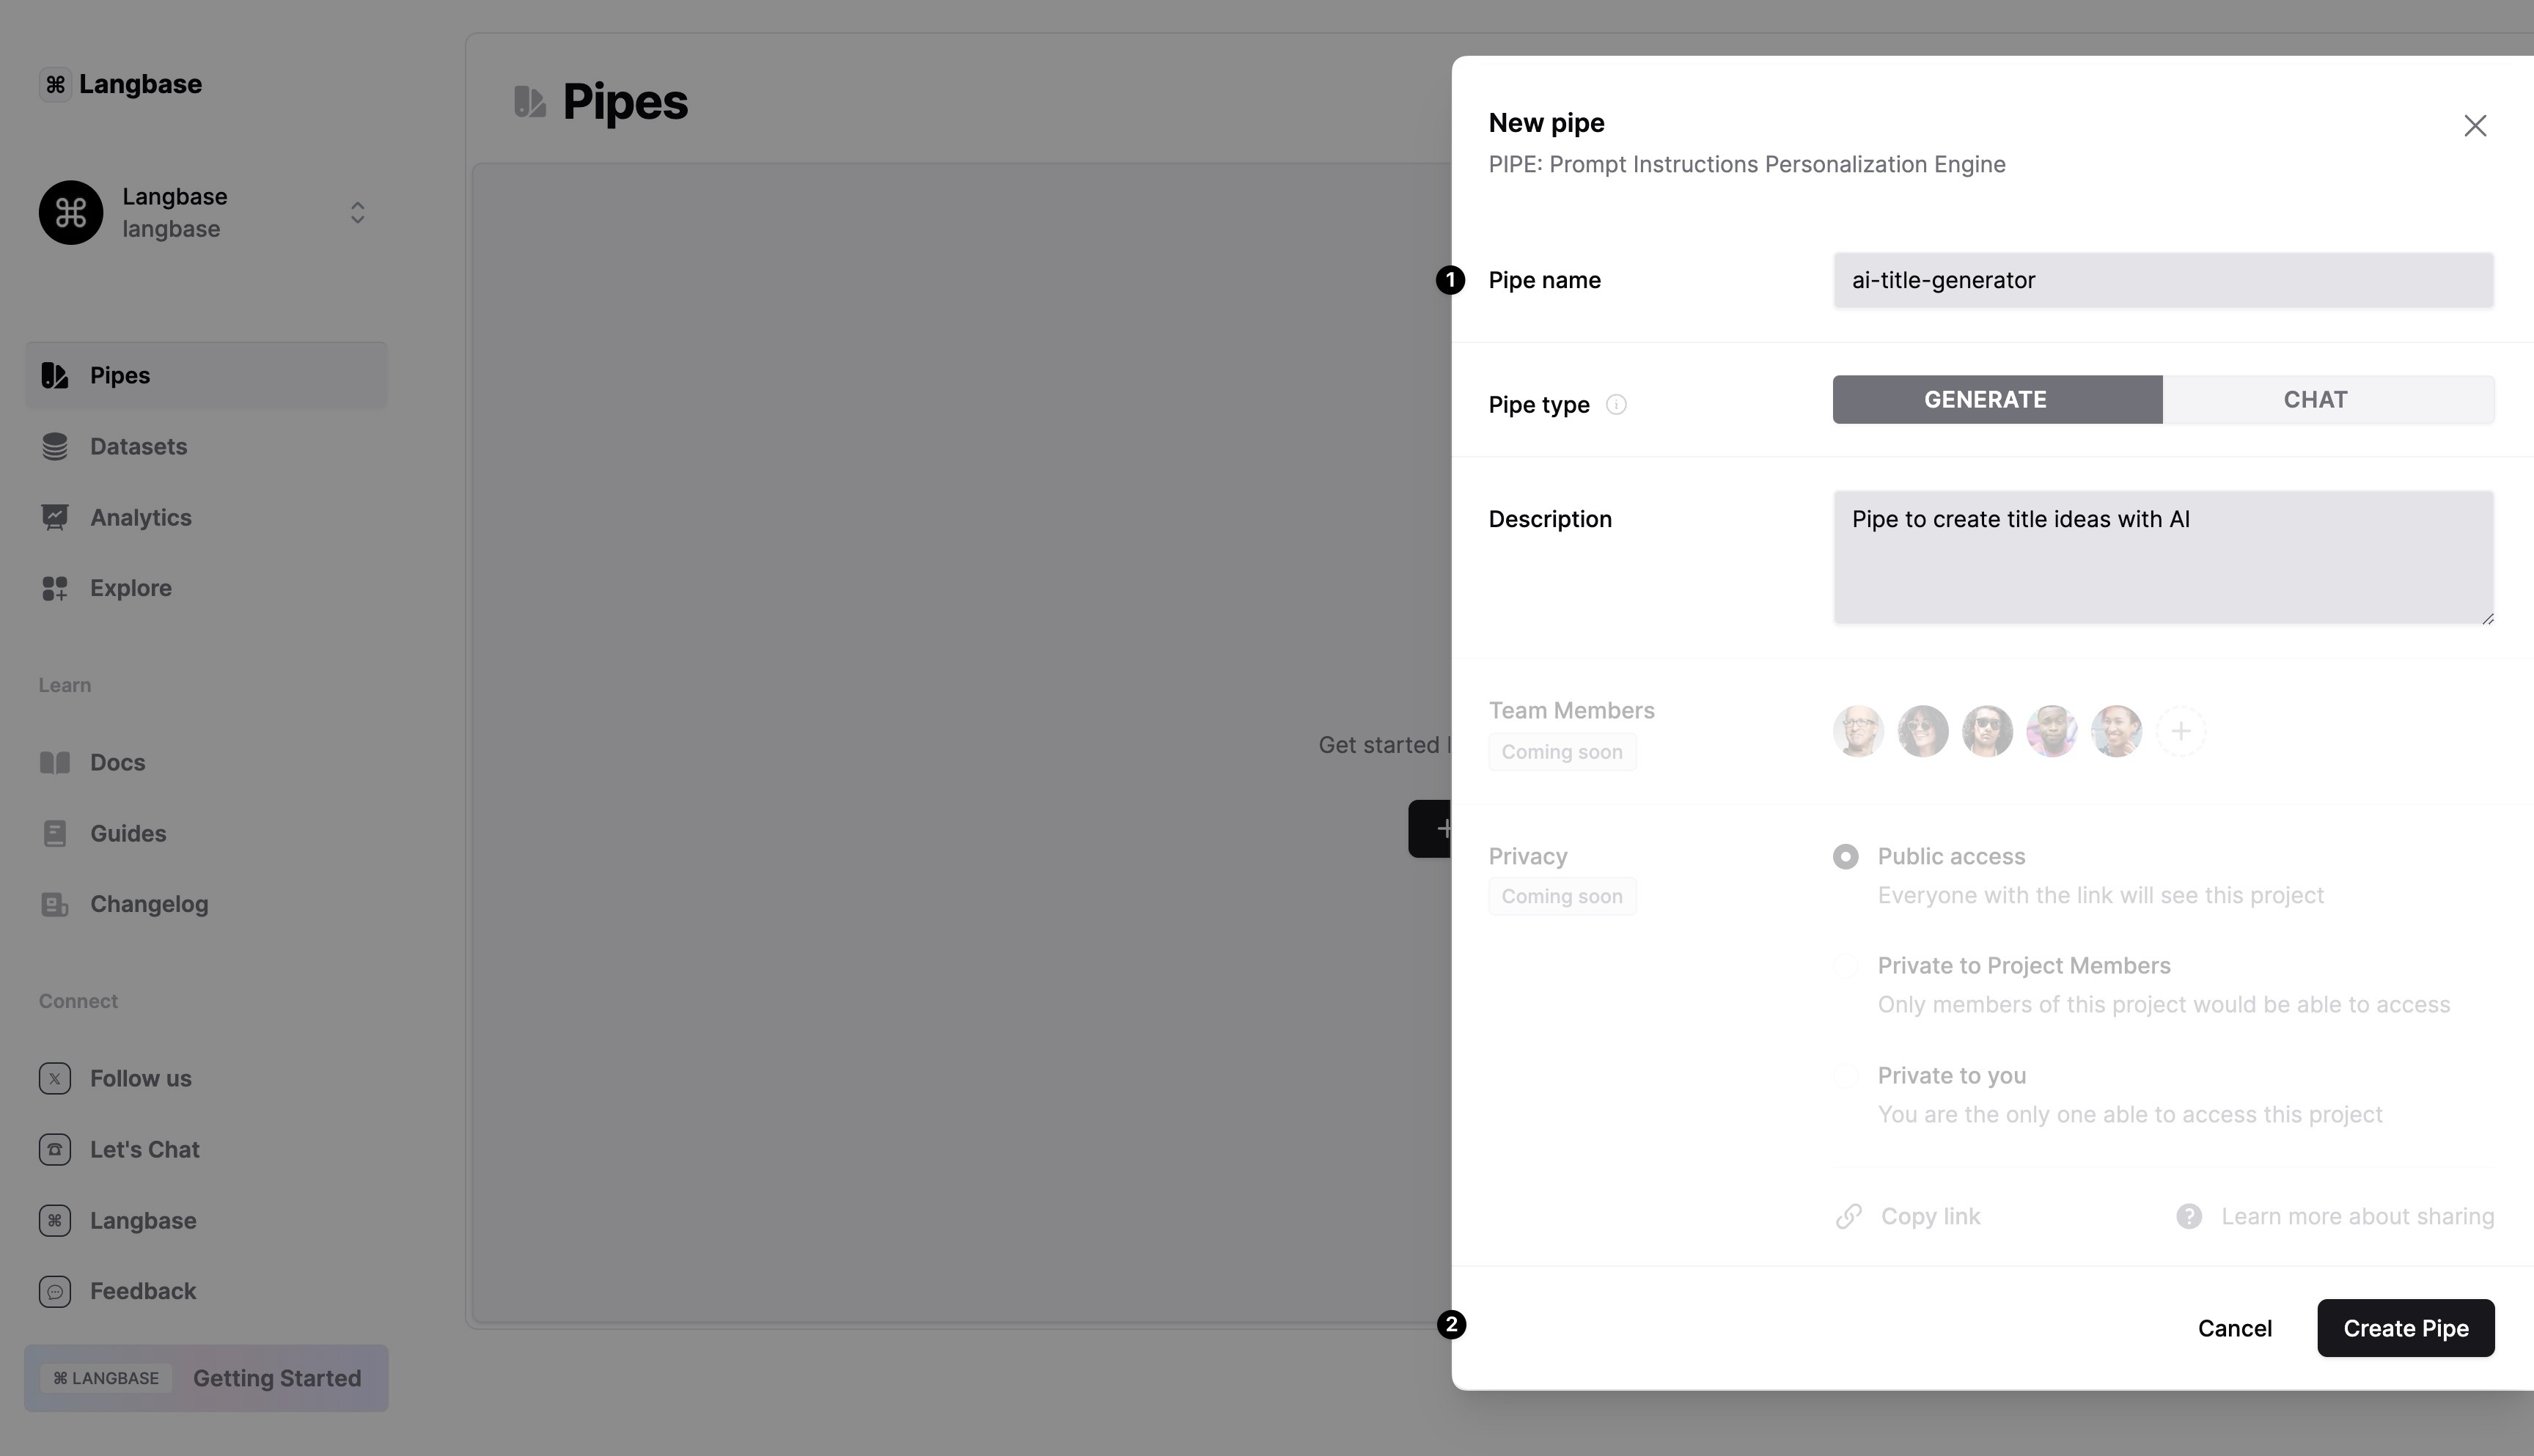 Langbase
Langbase
langbase
Pipes
Datasets
Analytics
Explore
Learn
Docs
Guides
Changelog
Connect
Follow us
Let's Chat
Langbase
Feedback
⌘ LANGBASE Getting Started
Pipes
Get started
New pipe
PIPE: Prompt Instructions Personalization Engine
1
Pipe name
ai-title-generator
Pipe type
GENERATE
CHAT
Description
Pipe to create title ideas with AI
Team Members
Coming soon
Privacy
Coming soon
Public access
Everyone with the link will see this project
Private to Project Members
Only members of this project would be able to access
Private to you
You are the only one able to access this project
Copy link
Learn more about sharing
2
Cancel
Create Pipe